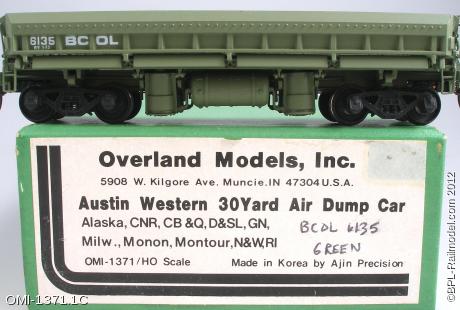 6135 BCOL
Overland Models, Inc.
5908 W. Kilgore Ave. Muncie, IN 47304 U.S.A.
Austin Western 30Yard Air Dump Car
Alaska, CNR, CB &Q, D&SL, GN,
Milw., Monon, Montour, N&W, RI
BCOL 6135
GREEN
OMI-1371/HO Scale
Made in Korea by Ajin Precision
OMI-1371.1C
©BPL-Railmodel.com 2012